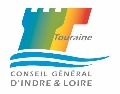 Touraine
CONSEIL GÉNÉRAL
D'INDRE & LOIRE